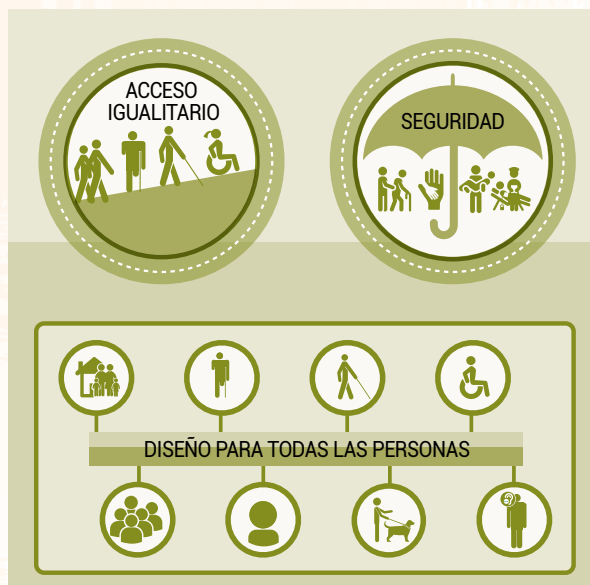 ACCESO
IGUALITARIO
SEGURIDAD
DISEÑO PARA TODAS LAS PERSONAS